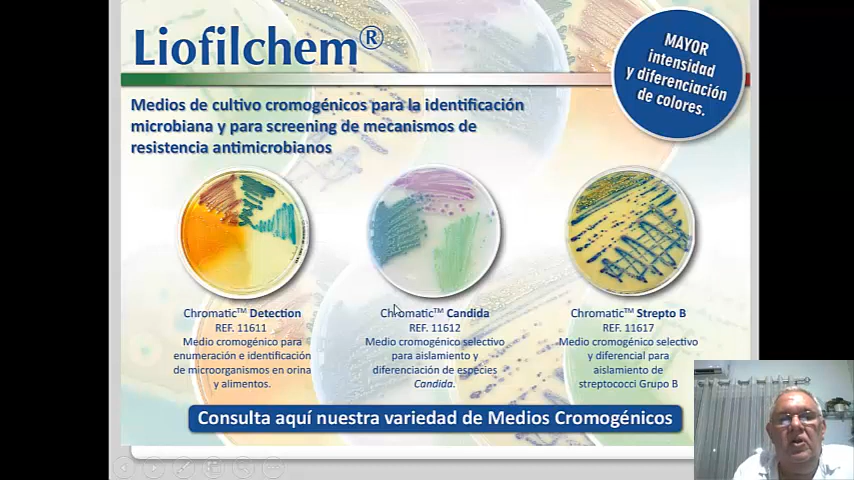 Liofilchem®
MAYOR
intensidad
y diferenciación
de colores.
Medios de cultivo cromogénicos para la identificación
microbiana y para screening de mecanismos de
resistencia antimicrobianos
Chromatic™ Detection
REF. 11611
Medio cromogénico para
enumeración e identificación
de microorganismos en orina
y alimentos.
Chromatic™ Candida
REF. 11612
Medio cromogénico selectivo
para aislamiento y
diferenciación de especies
Candida.
Chromatic™ Strepto B
REF. 11617
Medio cromogénico selectivo
y diferencial para
aislamiento de
streptococci Grupo B
Consulta aquí nuestra variedad de Medios Cromogénicos